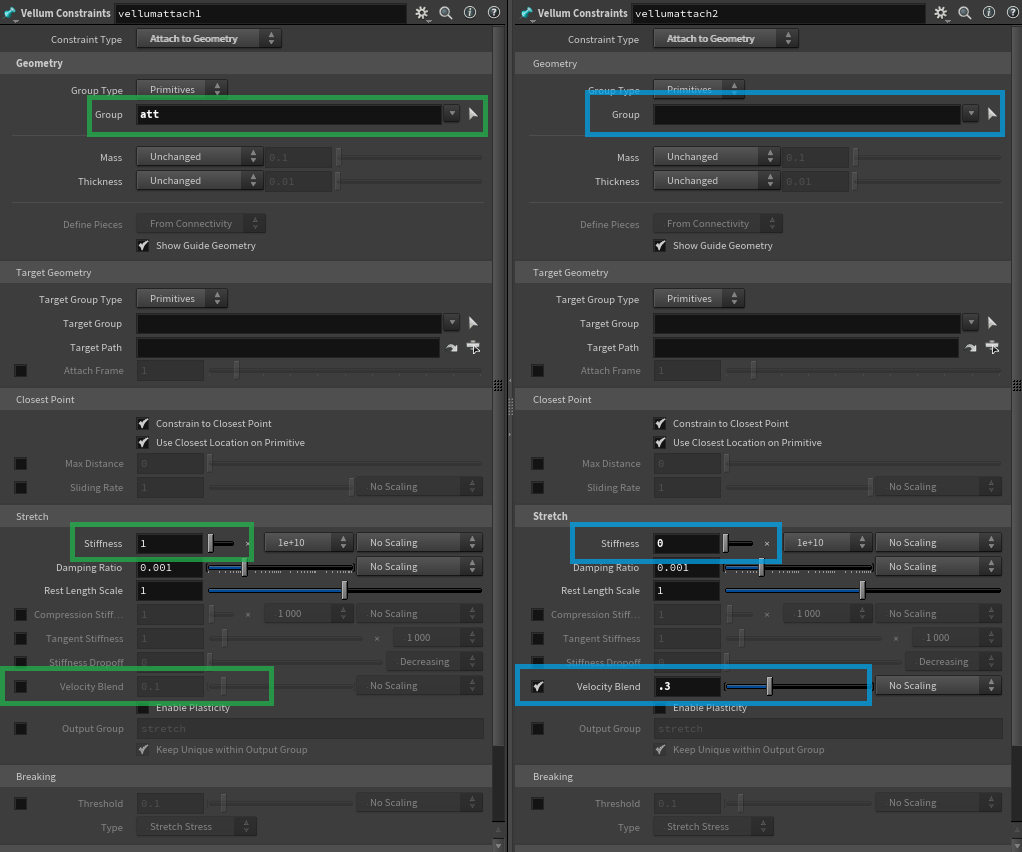 Vellum Constraints vellumattach1
Constraint Type Attach to Geometry
Geometry
Group Type Primitives
Group att
Mass Unchanged 0.1
Thickness Unchanged 0.01
Define Pieces From Connectivity
Show Guide Geometry
Target Geometry
Target Group Type Primitives
Target Group
Target Path
Attach Frame 1
Closest Point
Constrain to Closest Point
Use Closest Location on Primitive
Max Distance 0
Sliding Rate 1 No Scaling
Stretch
Stiffness 1 × 1e+10 No Scaling
Damping Ratio 0.001 No Scaling
Rest Length Scale 1
Compression Stiff... 1 × 1 000 No Scaling
Tangent Stiffness 1 × 1 000
Stiffness Dropoff 0 Decreasing
Velocity Blend 0.1 No Scaling
Enable Plasticity
Output Group stretch
Keep Unique within Output Group
Breaking
Threshold 0.1 No Scaling
Type Stretch Stress
Vellum Constraints vellumattach2
Constraint Type Attach to Geometry
Geometry
Group Type Primitives
Group
Mass Unchanged 0.1
Thickness Unchanged 0.01
Define Pieces From Connectivity
Show Guide Geometry
Target Geometry
Target Group Type Primitives
Target Group
Target Path
Attach Frame 1
Closest Point
Constrain to Closest Point
Use Closest Location on Primitive
Max Distance 0
Sliding Rate 1 No Scaling
Stretch
Stiffness 0 × 1e+10 No Scaling
Damping Ratio 0.001 No Scaling
Rest Length Scale 1
Compression Stiff... 1 × 1 000 No Scaling
Tangent Stiffness 1 × 1 000
Stiffness Dropoff 0 Decreasing
Velocity Blend .3 No Scaling
Enable Plasticity
Output Group stretch
Keep Unique within Output Group
Breaking
Threshold 0.1 No Scaling
Type Stretch Stress